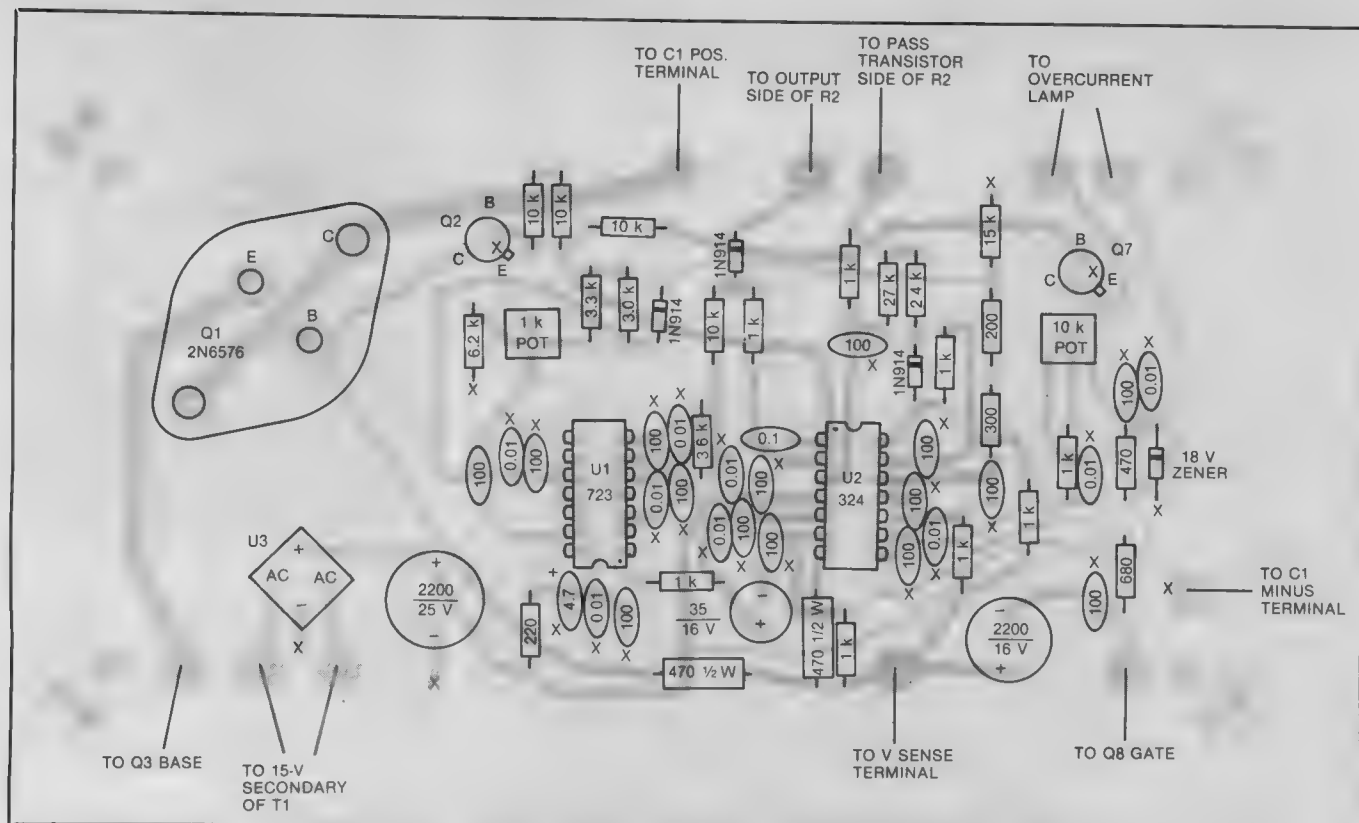 TO C1 POS.
TERMINAL
TO OUTPUT
SIDE OF R2
TO PASS
TRANSISTOR
SIDE OF R2
TO
OVERCURRENT
LAMP
X
Q2
B
C
X
E
10 k
10 k
10 k
1N914
1 k
27 k
2 4 k
15 k
B
Q7
C
X
E
C
E
B
Q1
2N6576
6.2 k
X
1 k
POT
3.3 k
3.0 k
1N914
10 k
1 k
100
X
1N914
1 k
200
10 k
POT
X
100
X
0.01
300
X
0.01
X
100
100
U1
723
X
100
X
0 01
3 6 k
0.01
X
100
X
0.1
X
0.01
X
100
X
0.01
X
100
X
100
X
U2
324
X
100
X
100
X
100
X
0.01
X
100
X
1 k
1 k
1 k
X
0.01
470
18 V
ZENER
X
U3
+
AC
AC
−
X
+
2200
25 V
−
X
220
+
4.7
X
0 01
X
100
X
1 k
35
16 V
−
+
470 ½ W
470 1/2 W
1 k
−
2200
16 V
+
X
100
680
X
TO C1
MINUS
TERMINAL
TO Q3 BASE
TO 15-V
SECONDARY
OF T1
TO V SENSE
TERMINAL
TO Q8 GATE